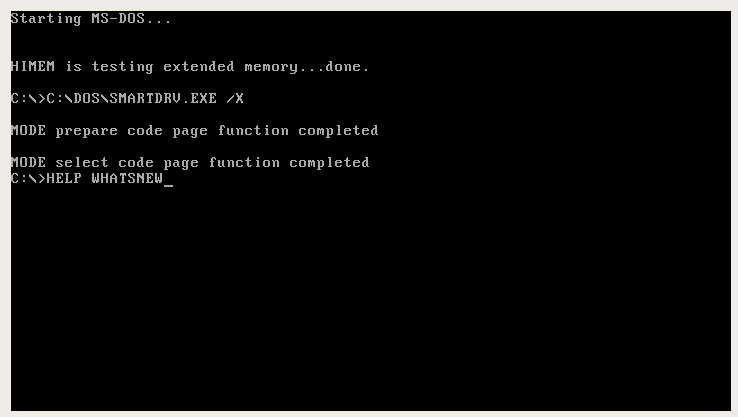 Starting MS-DOS...
HIMEM is testing extended memory...done.
C:\>C:\DOS\SMARTDRV.EXE /X
MODE prepare code page function completed
MODE select code page function completed
C:\>HELP WHATSNEW_